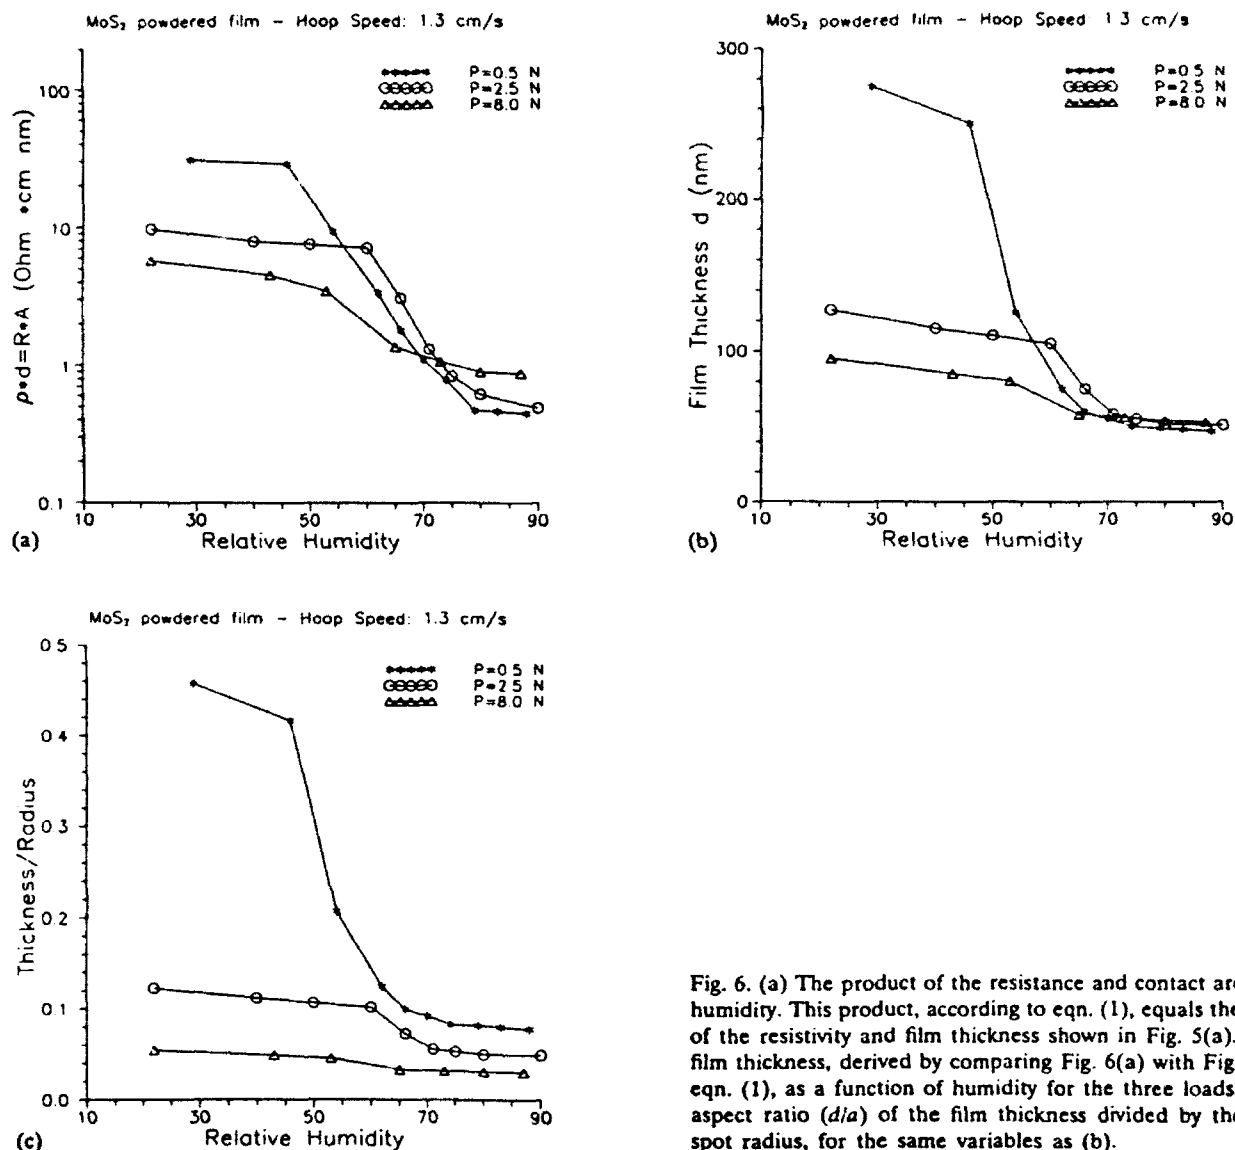 MoS₂ powdered film – Hoop Speed: 1.3 cm/s
P=0.5 N
P=2.5 N
P=8.0 N
100
10
1
0.1
10 30 50 70 90
ρ*d=R*A (Ohm *cm nm)
Relative Humidity
(a)
MoS₂ powdered film – Hoop Speed: 1.3 cm/s
P=0.5 N
P=2.5 N
P=8.0 N
300
200
100
0
10 30 50 70 90
Film Thickness d (nm)
Relative Humidity
(b)
MoS₂ powdered film – Hoop Speed: 1.3 cm/s
P=0.5 N
P=2.5 N
P=8.0 N
0.5
0.4
0.3
0.2
0.1
0.0
10 30 50 70 90
Thickness/Radius
Relative Humidity
(c)
Fig. 6. (a) The product of the resistance and contact are
humidity. This product, according to eqn. (1), equals the
of the resistivity and film thickness shown in Fig. 5(a).
film thickness, derived by comparing Fig. 6(a) with Fig.
eqn. (1), as a function of humidity for the three loads.
aspect ratio (d/a) of the film thickness divided by the
spot radius, for the same variables as (b).